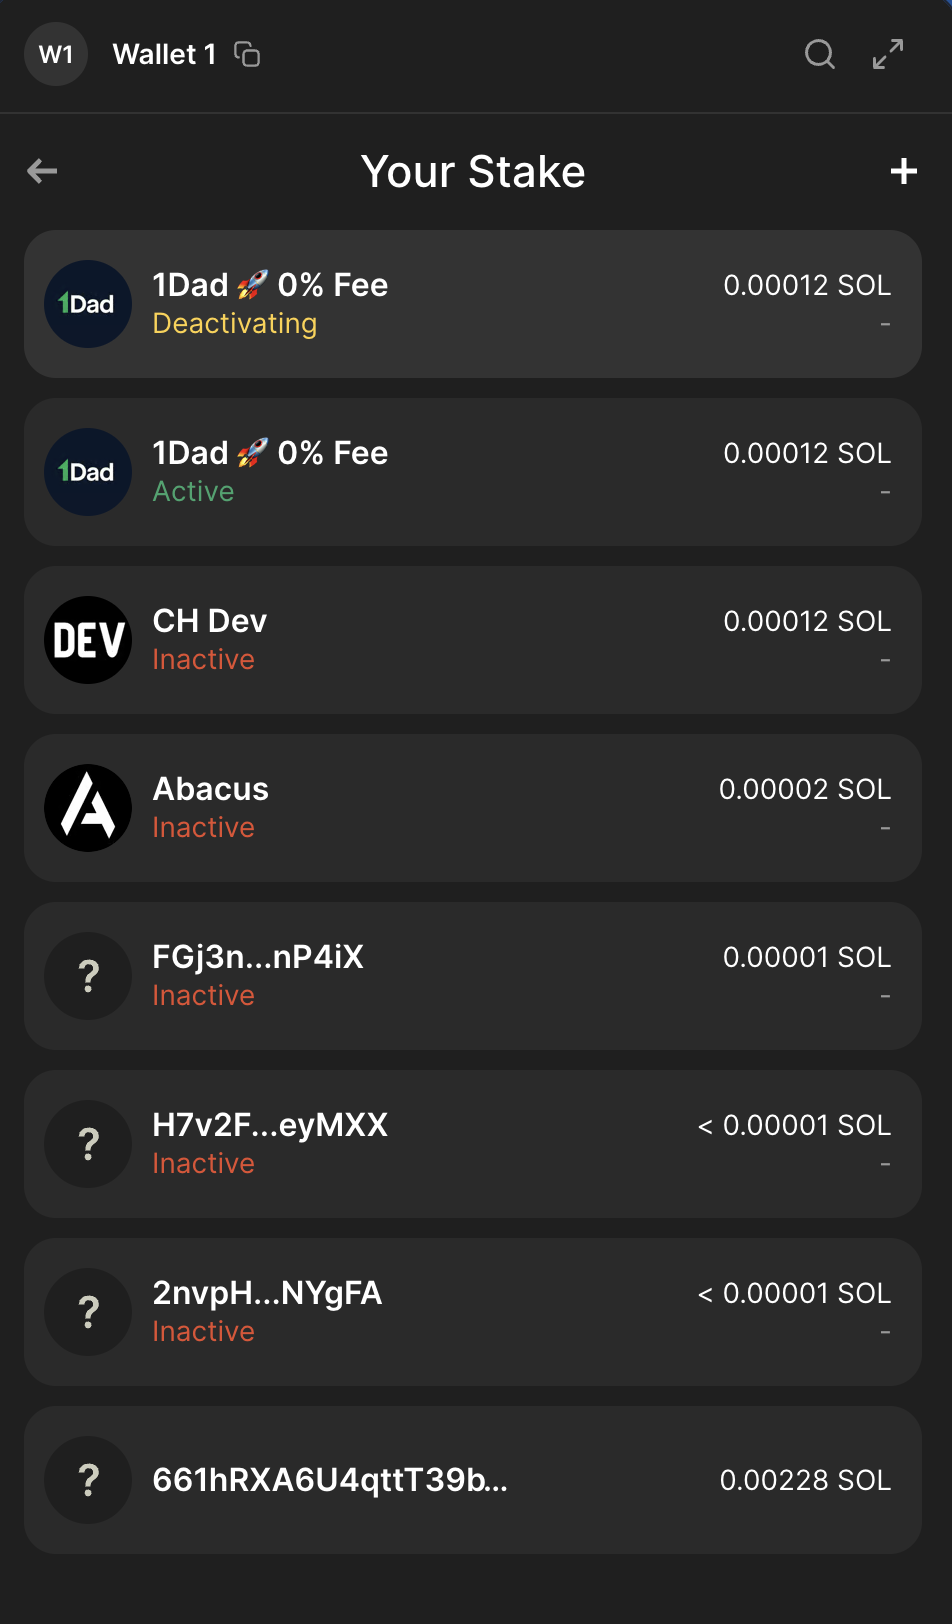 W1 Wallet 1
Your Stake
1Dad 1Dad 🚀 0% Fee 0.00012 SOL
Deactivating -
1Dad 1Dad 🚀 0% Fee 0.00012 SOL
Active -
DEV CH Dev 0.00012 SOL
Inactive -
Abacus 0.00002 SOL
Inactive -
? FGj3n...nP4iX 0.00001 SOL
Inactive -
? H7v2F...eyMXX < 0.00001 SOL
Inactive -
? 2nvpH...NYgFA < 0.00001 SOL
Inactive -
? 661hRXA6U4qttT39b... 0.00228 SOL